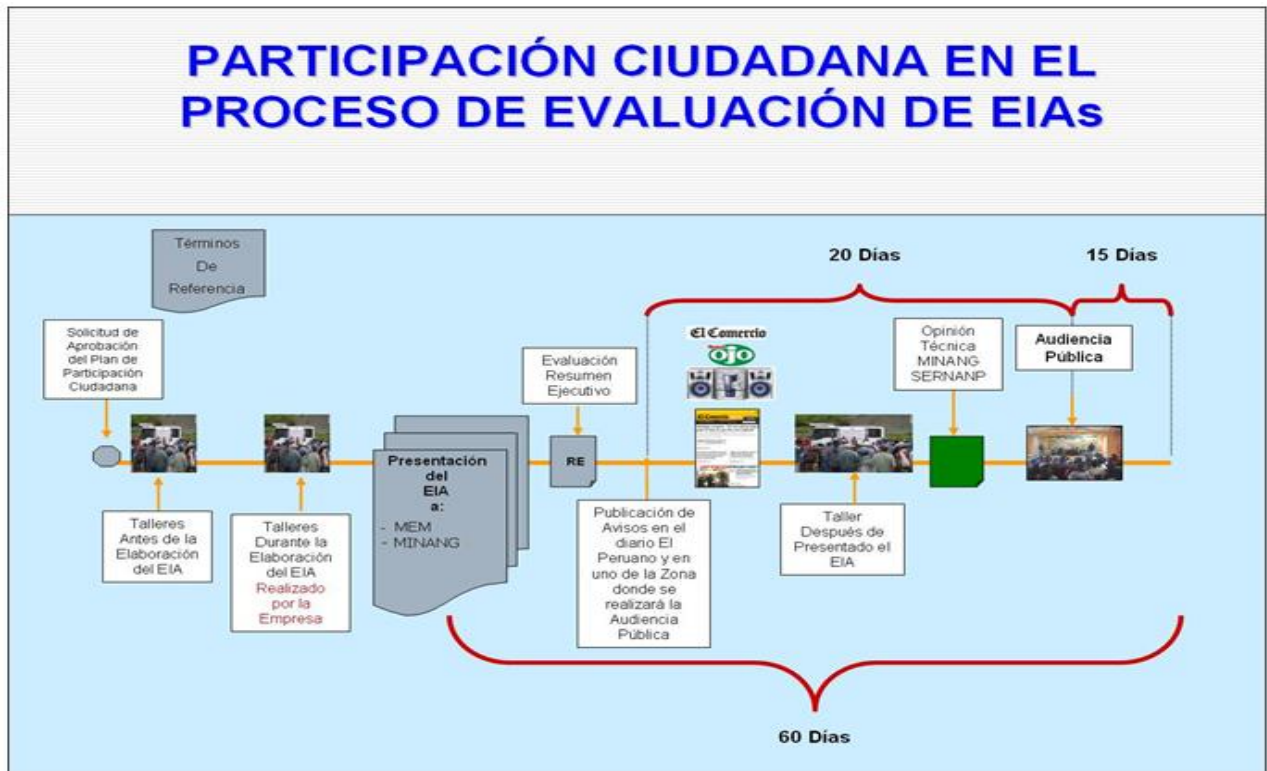 PARTICIPACIÓN CIUDADANA EN EL
PROCESO DE EVALUACIÓN DE EIAs
Términos
De
Referencia
20 Días
15 Días
Solicitud de
Aprobación
del Plan de
Participación
Ciudadana
Evaluación
Resumen
Ejecutivo
El Comercio
ojo
Opinión
Técnica
MINANG
SERNANP
Audiencia
Pública
Presentación
del
EIA
a:
- MEM
- MINANG
RE
El Comercio
Talleres
Antes de la
Elaboración
del EIA
Talleres
Durante la
Elaboración
del EIA
Realizado
por la
Empresa
Publicación de
Avisos en el
diario El
Peruano y en
uno de la Zona
donde se
realizará la
Audiencia
Pública
Taller
Después de
Presentado el
EIA
60 Días